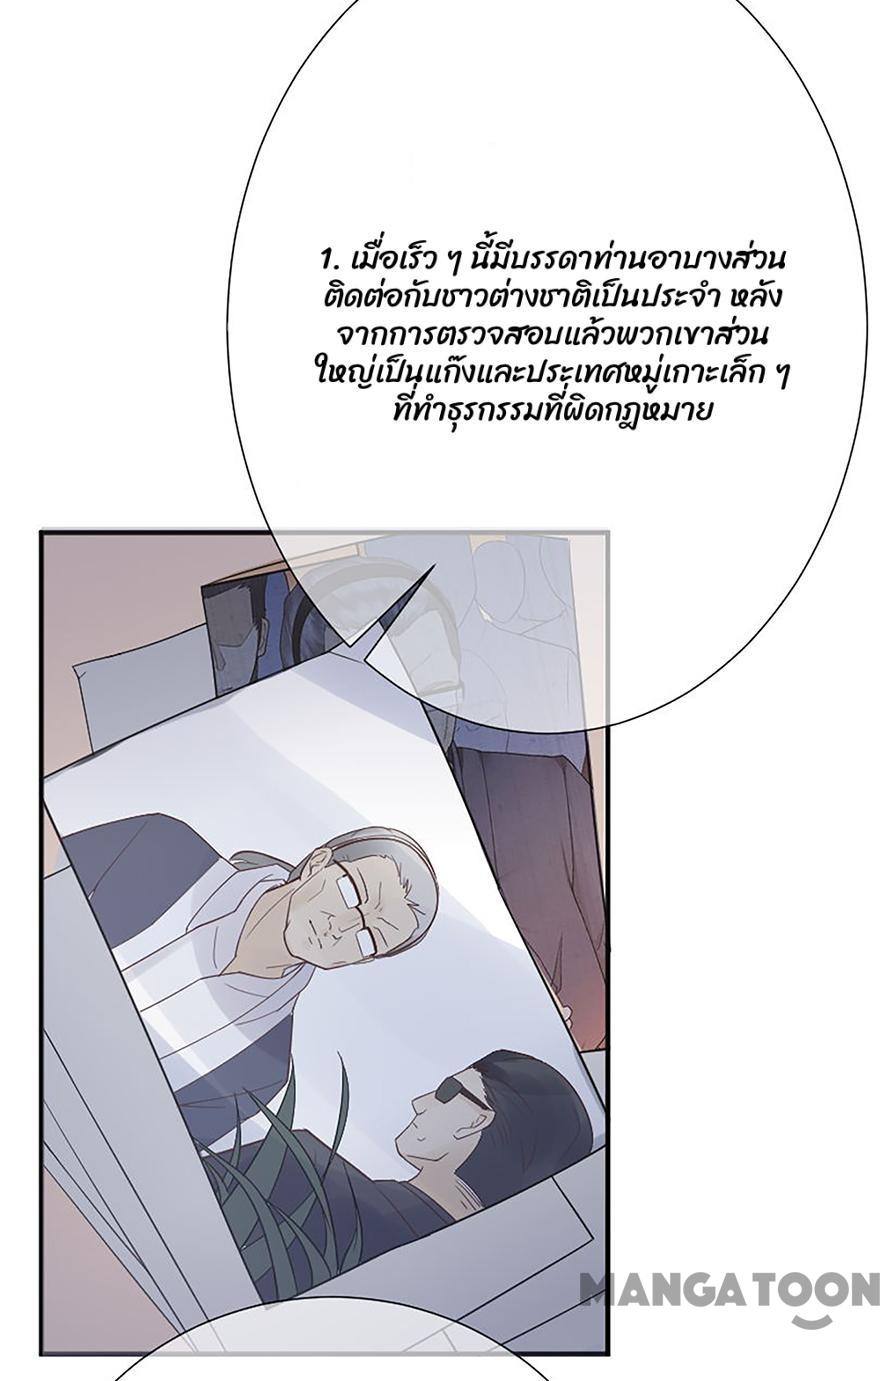 1. เมื่อเร็ว ๆ นี้มีบรรดาท่านอาบางส่วน
ติดต่อกับชาวต่างชาติเป็นประจำ หลัง
จากการตรวจสอบแล้วพวกเขาส่วน
ใหญ่เป็นแก๊งและประเทศหมู่เกาะเล็ก ๆ
ที่ทำธุรกรรมที่ผิดกฎหมาย
MANGATOON